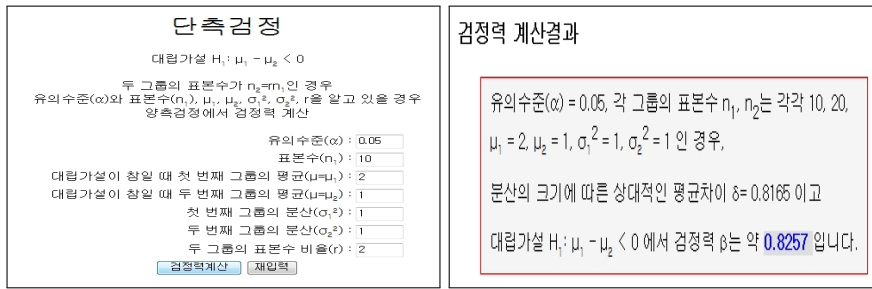 단측검정
대립가설 H₁: μ₁ − μ₂ < 0
두 그룹의 표본수가 n₂=rn₁인 경우
유의수준(α)와 표본수(n₁), μ₁, μ₂, σ₁², σ₂², r을 알고 있을 경우
양측검정에서 검정력 계산
유의수준(α) : 0.05
표본수(n₁) : 10
대립가설이 참일 때 첫 번째 그룹의 평균(μ=μ₁) : 2
대립가설이 참일 때 두 번째 그룹의 평균(μ=μ₂) : 1
첫 번째 그룹의 분산(σ₁²) : 1
두 번째 그룹의 분산(σ₂²) : 1
두 그룹의 표본수 비율(r) : 2
검정력계산 재입력
검정력 계산결과
유의수준(α) = 0.05, 각 그룹의 표본수 n₁, n₂는 각각 10, 20,
μ₁ = 2, μ₂ = 1, σ₁² = 1, σ₂² = 1 인 경우,
분산의 크기에 따른 상대적인 평균차이 δ= 0.8165 이고
대립가설 H₁: μ₁ − μ₂ < 0 에서 검정력 β는 약 0.8257 입니다.